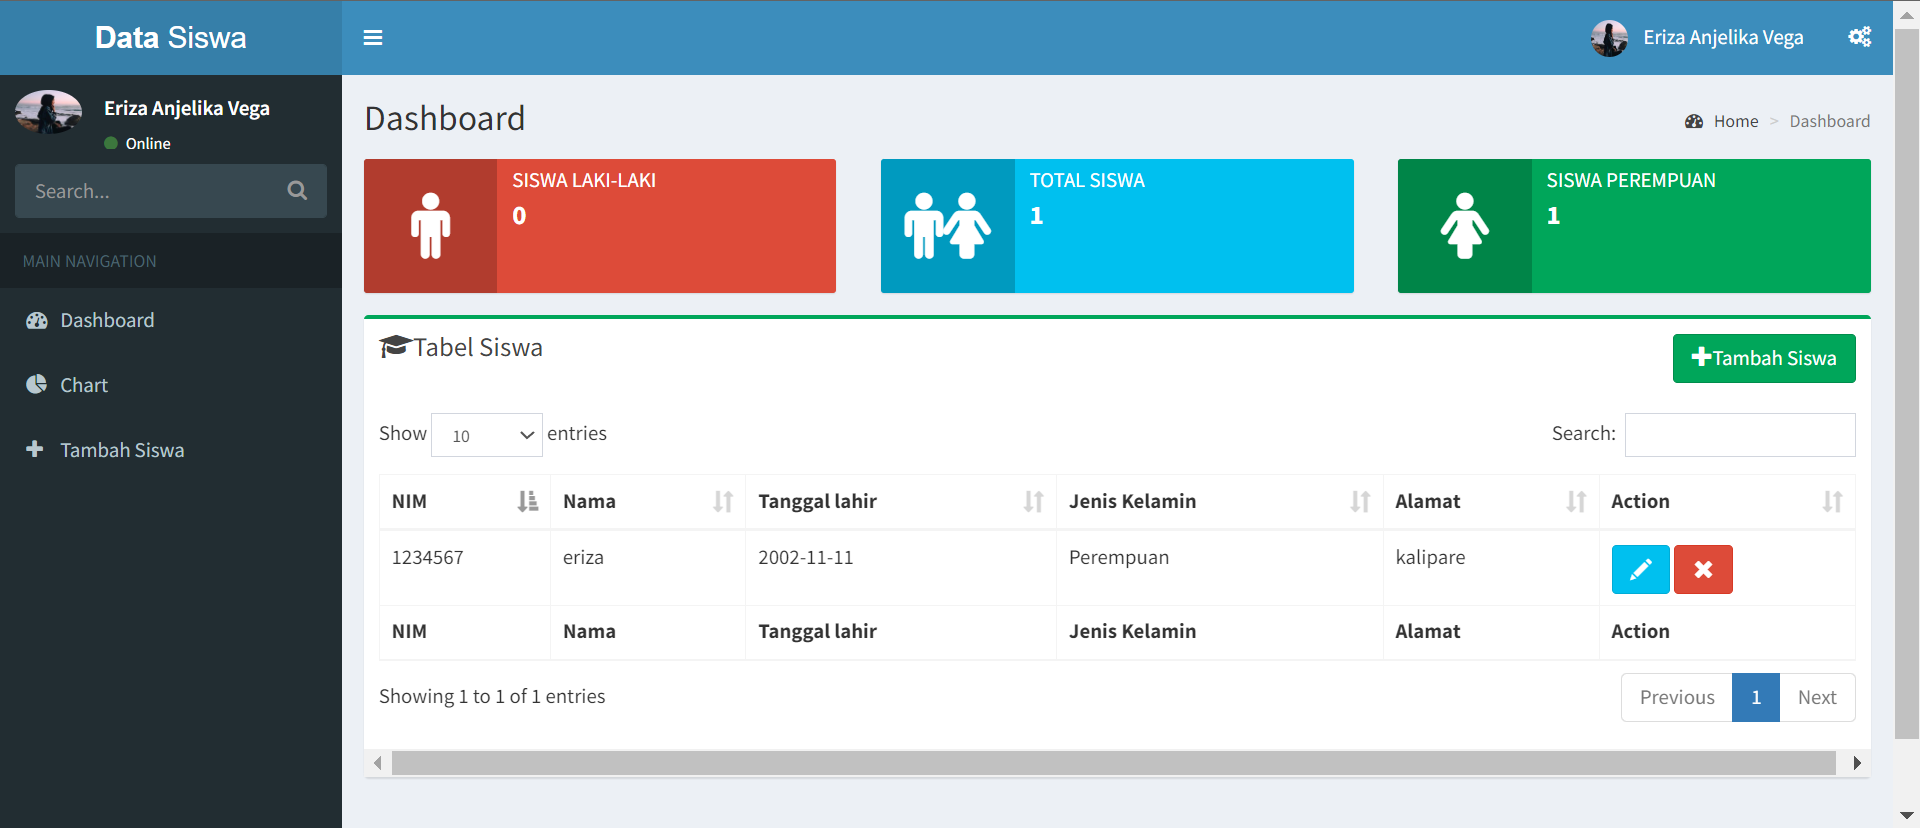 Data Siswa
Eriza Anjelika Vega
Eriza Anjelika Vega
Online
Search...
MAIN NAVIGATION
Dashboard
Chart
Tambah Siswa
Dashboard
Home > Dashboard
SISWA LAKI-LAKI
0
TOTAL SISWA
1
SISWA PEREMPUAN
1
Tabel Siswa
Tambah Siswa
Show 10 entries
Search:
NIM Nama Tanggal lahir Jenis Kelamin Alamat Action
1234567 eriza 2002-11-11 Perempuan kalipare
NIM Nama Tanggal lahir Jenis Kelamin Alamat Action
Showing 1 to 1 of 1 entries
Previous 1 Next